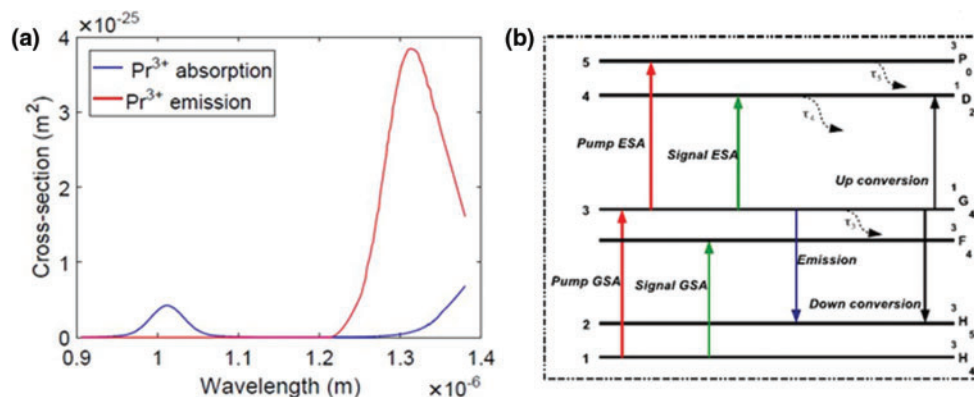 (a)
×10⁻²⁵
4
3
2
1
0
0.9
1
1.1
1.2
1.3
1.4
×10⁻⁶
Cross-section (m²)
Wavelength (m)
Pr³⁺ absorption
Pr³⁺ emission
(b)
5
³P₀
τ₅
4
¹D₂
τ₄
Pump ESA
Signal ESA
Up conversion
3
¹G₄
τ₃
³F₄
Emission
Pump GSA
Signal GSA
Down conversion
2
³H₅
1
³H₄